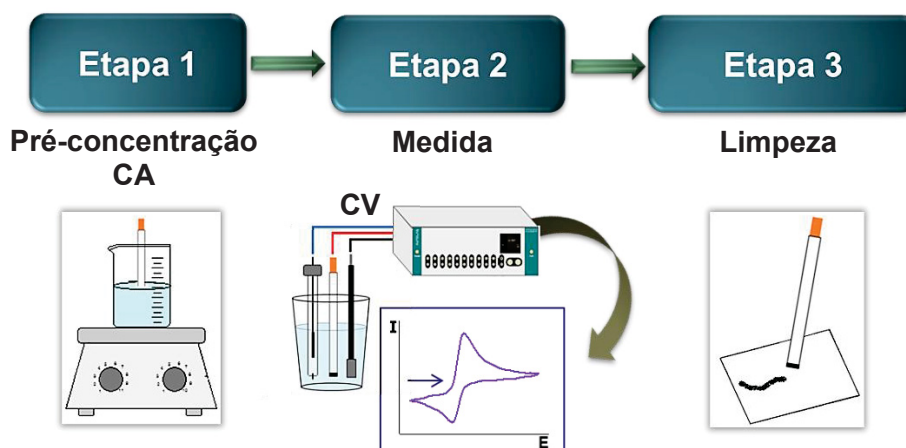 Etapa 1
Etapa 2
Etapa 3
Pré-concentração
CA
Medida
Limpeza
CV
I
E